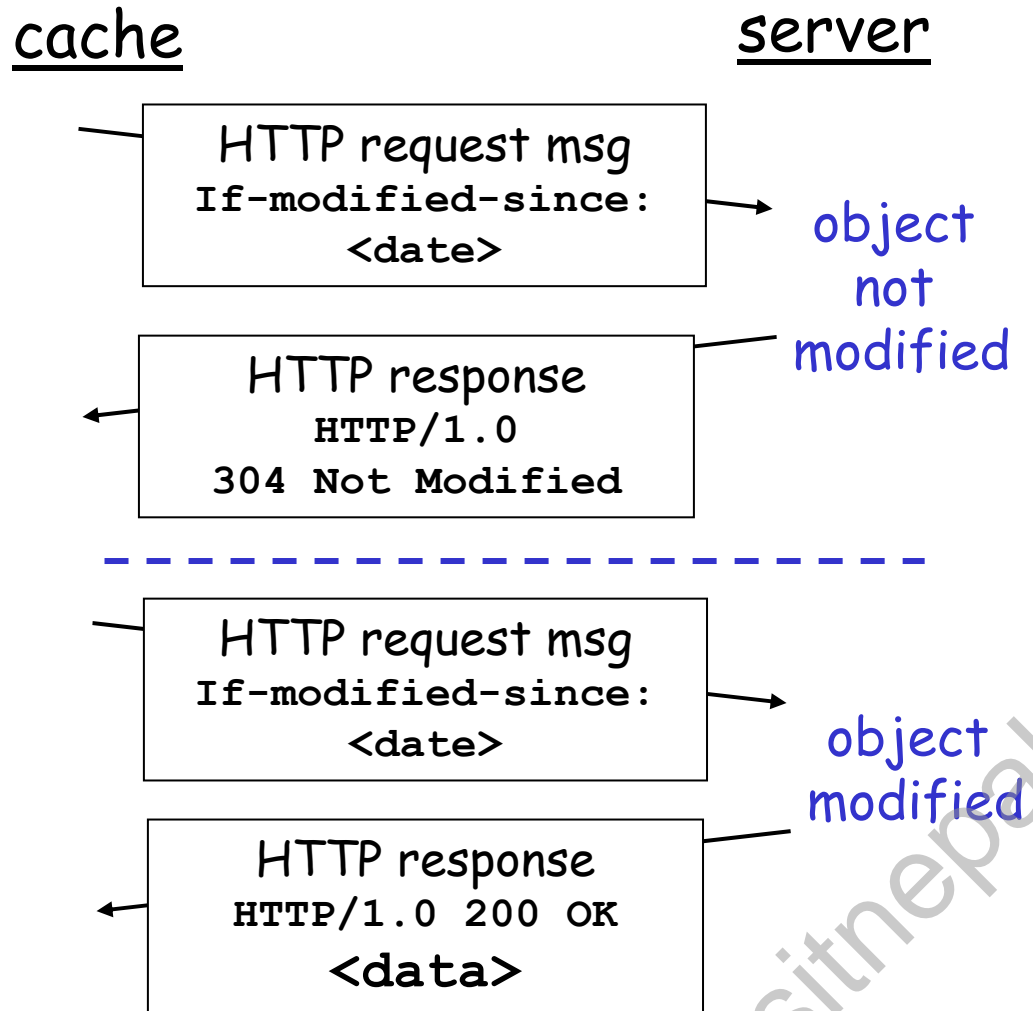 cache
server
HTTP request msg
If-modified-since:
<date>
object
not
modified
HTTP response
HTTP/1.0
304 Not Modified
HTTP request msg
If-modified-since:
<date>
object
modified
HTTP response
HTTP/1.0 200 OK
<data>